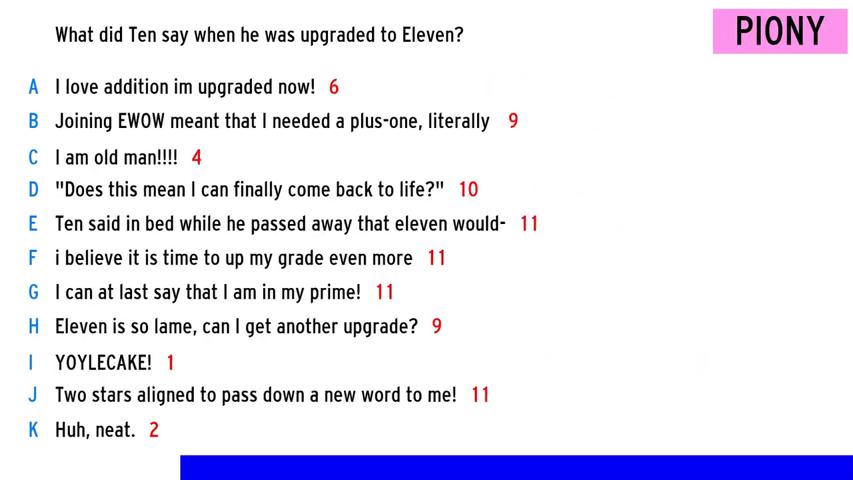 What did Ten say when he was upgraded to Eleven?
PIONY
A I love addition im upgraded now! 6
B Joining EWOW meant that I needed a plus-one, literally 9
C I am old man!!!! 4
D "Does this mean I can finally come back to life?" 10
E Ten said in bed while he passed away that eleven would- 11
F i believe it is time to up my grade even more 11
G I can at last say that I am in my prime! 11
H Eleven is so lame, can I get another upgrade? 9
I YOYLECAKE! 1
J Two stars aligned to pass down a new word to me! 11
K Huh, neat. 2